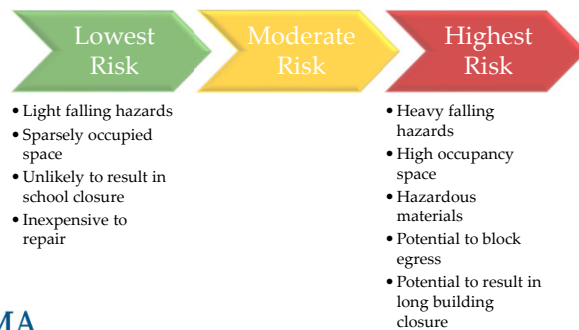 Lowest
Risk
Moderate
Risk
Highest
Risk
• Light falling hazards
• Sparsely occupied
space
• Unlikely to result in
school closure
• Inexpensive to
repair
• Heavy falling
hazards
• High occupancy
space
• Hazardous
materials
• Potential to block
egress
• Potential to result in
long building
closure